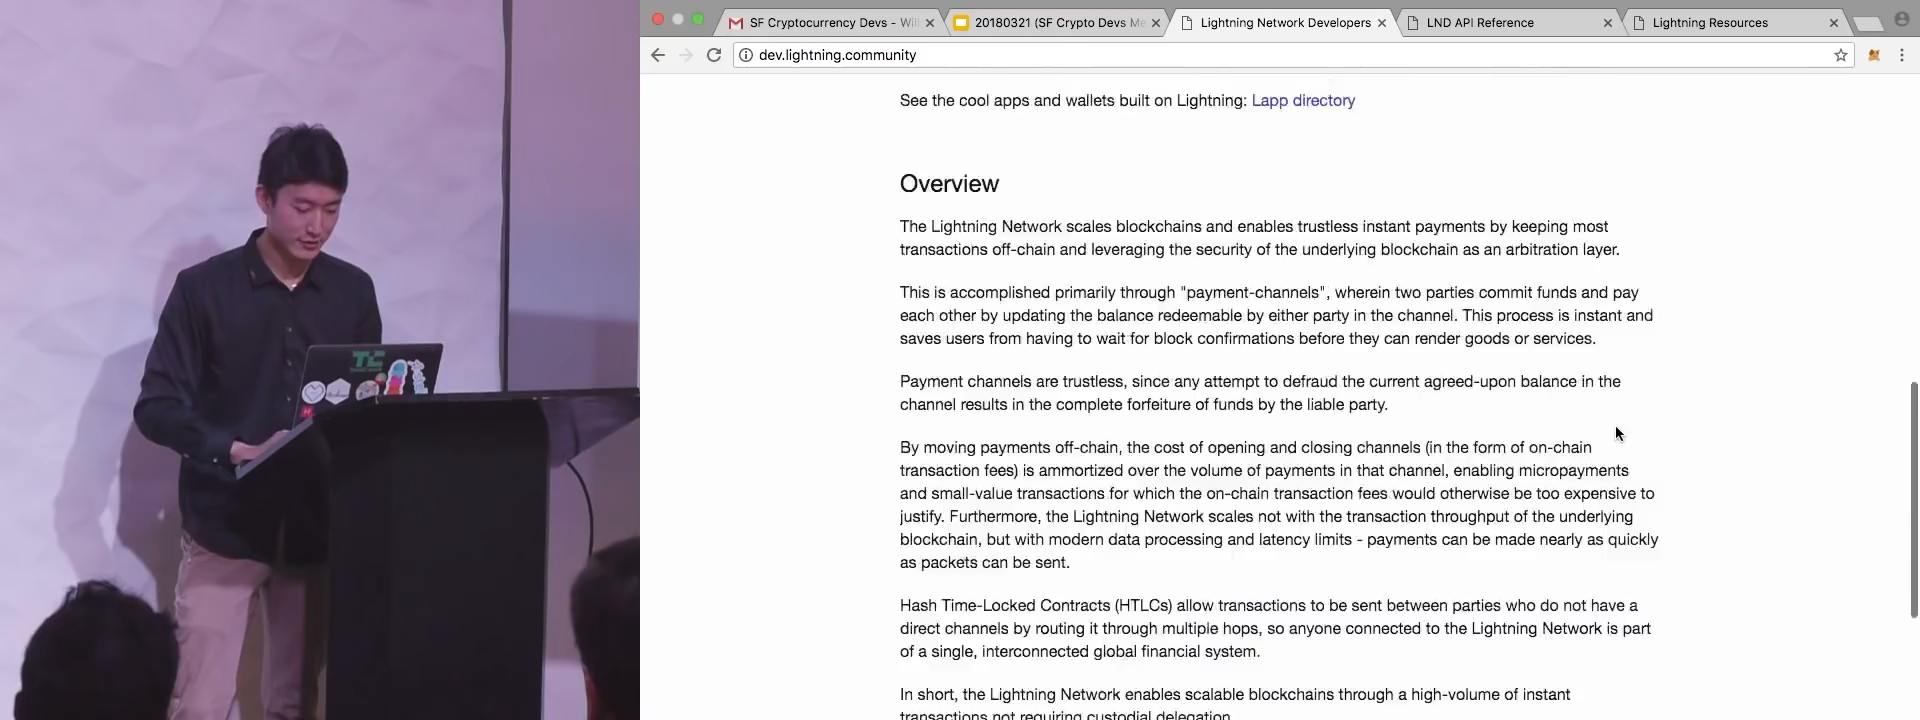 SF Cryptocurrency Devs - Wil
20180321 (SF Crypto Devs Me
Lightning Network Developers
LND API Reference
Lightning Resources
dev.lightning.community
See the cool apps and wallets built on Lightning: Lapp directory
Overview
The Lightning Network scales blockchains and enables trustless instant payments by keeping most
transactions off-chain and leveraging the security of the underlying blockchain as an arbitration layer.
This is accomplished primarily through "payment-channels", wherein two parties commit funds and pay
each other by updating the balance redeemable by either party in the channel. This process is instant and
saves users from having to wait for block confirmations before they can render goods or services.
Payment channels are trustless, since any attempt to defraud the current agreed-upon balance in the
channel results in the complete forfeiture of funds by the liable party.
By moving payments off-chain, the cost of opening and closing channels (in the form of on-chain
transaction fees) is ammortized over the volume of payments in that channel, enabling micropayments
and small-value transactions for which the on-chain transaction fees would otherwise be too expensive to
justify. Furthermore, the Lightning Network scales not with the transaction throughput of the underlying
blockchain, but with modern data processing and latency limits - payments can be made nearly as quickly
as packets can be sent.
Hash Time-Locked Contracts (HTLCs) allow transactions to be sent between parties who do not have a
direct channels by routing it through multiple hops, so anyone connected to the Lightning Network is part
of a single, interconnected global financial system.
In short, the Lightning Network enables scalable blockchains through a high-volume of instant
transactions not requiring custodial delegation.
TC